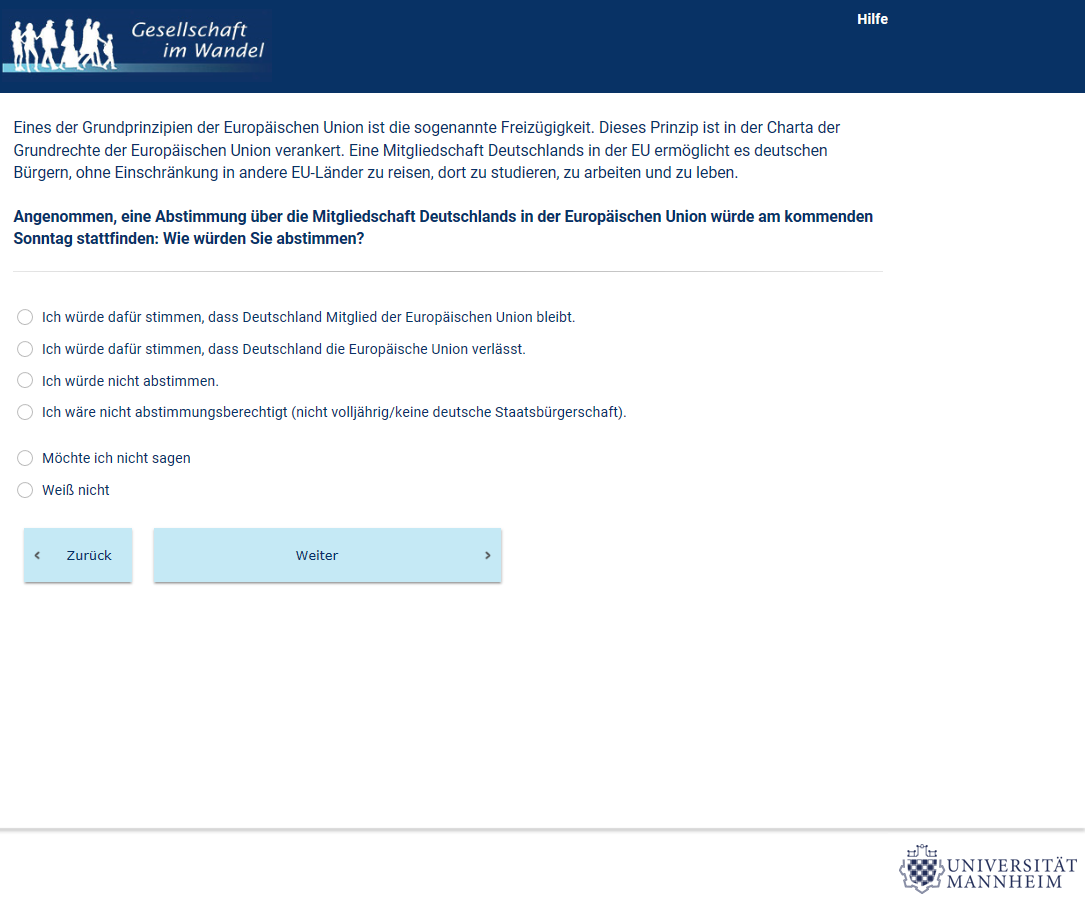 Gesellschaft
im Wandel
Hilfe
Eines der Grundprinzipien der Europäischen Union ist die sogenannte Freizügigkeit. Dieses Prinzip ist in der Charta der
Grundrechte der Europäischen Union verankert. Eine Mitgliedschaft Deutschlands in der EU ermöglicht es deutschen
Bürgern, ohne Einschränkung in andere EU-Länder zu reisen, dort zu studieren, zu arbeiten und zu leben.
Angenommen, eine Abstimmung über die Mitgliedschaft Deutschlands in der Europäischen Union würde am kommenden
Sonntag stattfinden: Wie würden Sie abstimmen?
Ich würde dafür stimmen, dass Deutschland Mitglied der Europäischen Union bleibt.
Ich würde dafür stimmen, dass Deutschland die Europäische Union verlässt.
Ich würde nicht abstimmen.
Ich wäre nicht abstimmungsberechtigt (nicht volljährig/keine deutsche Staatsbürgerschaft).
Möchte ich nicht sagen
Weiß nicht
Zurück
Weiter
UNIVERSITÄT
MANNHEIM